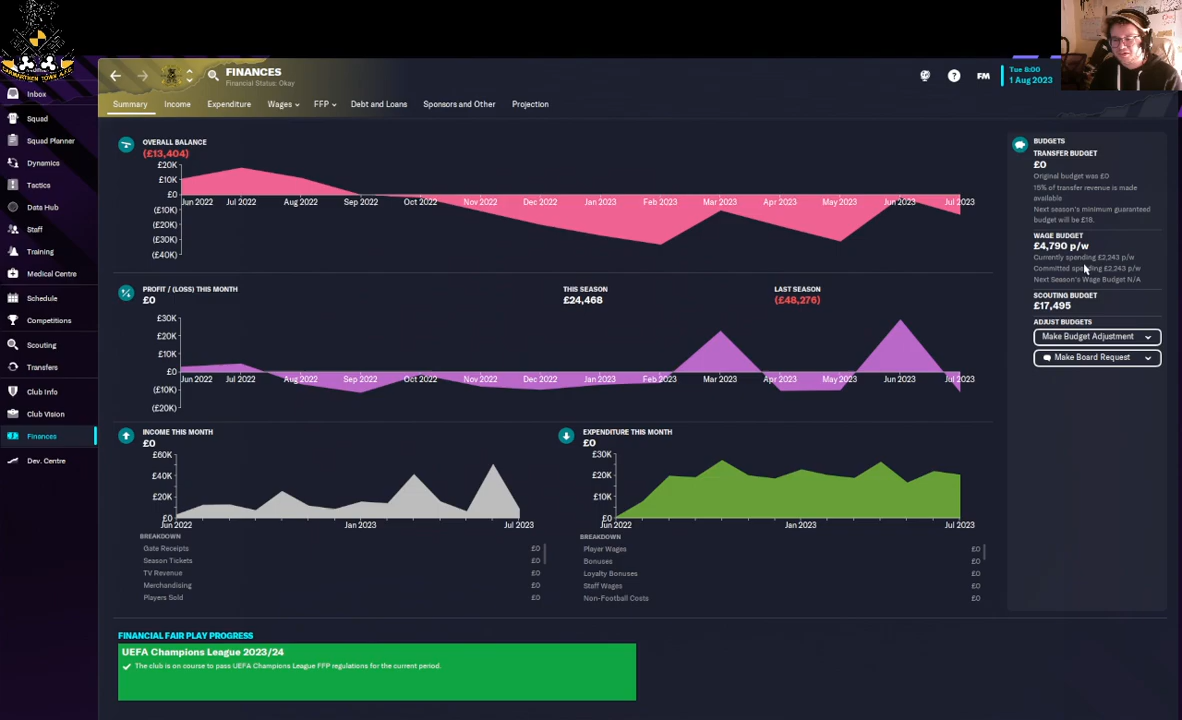 CARMARTHEN TOWN A.F.C.
FINANCES
Financial Status: Okay
FM
Tue 8:00
1 Aug 2023
Inbox
Squad
Squad Planner
Dynamics
Tactics
Data Hub
Staff
Training
Medical Centre
Schedule
Competitions
Scouting
Transfers
Club Info
Club Vision
Finances
Dev. Centre
Summary Income Expenditure Wages FFP Debt and Loans Sponsors and Other Projection
OVERALL BALANCE
(£13,404)
£20K
£10K
£0
(£10K)
(£20K)
(£30K)
(£40K)
Jun 2022 Jul 2022 Aug 2022 Sep 2022 Oct 2022 Nov 2022 Dec 2022 Jan 2023 Feb 2023 Mar 2023 Apr 2023 May 2023 Jun 2023 Jul 2023
PROFIT / (LOSS) THIS MONTH
£0
THIS SEASON
£24,468
LAST SEASON
(£48,276)
£30K
£20K
£10K
£0
(£10K)
(£20K)
Jun 2022 Jul 2022 Aug 2022 Sep 2022 Oct 2022 Nov 2022 Dec 2022 Jan 2023 Feb 2023 Mar 2023 Apr 2023 May 2023 Jun 2023 Jul 2023
INCOME THIS MONTH
£0
£60K
£40K
£20K
£0
Jun 2022 Jan 2023 Jul 2023
BREAKDOWN
Gate Receipts £0
Season Tickets £0
TV Revenue £0
Merchandising £0
Players Sold £0
EXPENDITURE THIS MONTH
£0
£30K
£20K
£10K
£0
Jun 2022 Jan 2023 Jul 2023
BREAKDOWN
Player Wages £0
Bonuses £0
Loyalty Bonuses £0
Staff Wages £0
Non-Football Costs £0
FINANCIAL FAIR PLAY PROGRESS
UEFA Champions League 2023/24
The club is on course to pass UEFA Champions League FFP regulations for the current period.
BUDGETS
TRANSFER BUDGET
£0
Original budget was £0
15% of transfer revenue is made
available
Next season's minimum guaranteed
budget will be £18.
WAGE BUDGET
£4,790 p/w
Currently spending £2,243 p/w
Committed spending £2,243 p/w
Next Season's Wage Budget N/A
SCOUTING BUDGET
£17,495
ADJUST BUDGETS
Make Budget Adjustment
Make Board Request